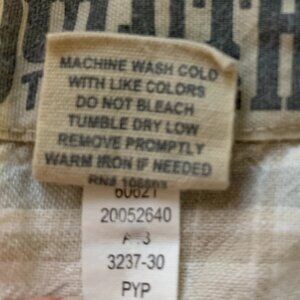 MACHINE WASH COLD
WITH LIKE COLORS
DO NOT BLEACH
TUMBLE DRY LOW
REMOVE PROMPTLY
WARM IRON IF NEEDED
RN#
20052640
3237-30
PYP